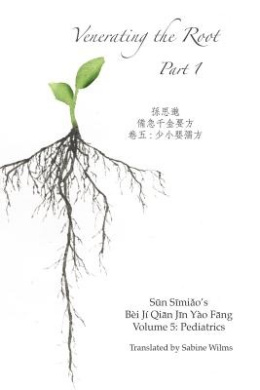 Venerating the Root
Part 1
孫思邈
備急千金要方
卷五：少小嬰孺方
Sūn Sīmiǎo's
Bèi Jí Qiān Jīn Yào Fāng
Volume 5: Pediatrics
Translated by Sabine Wilms